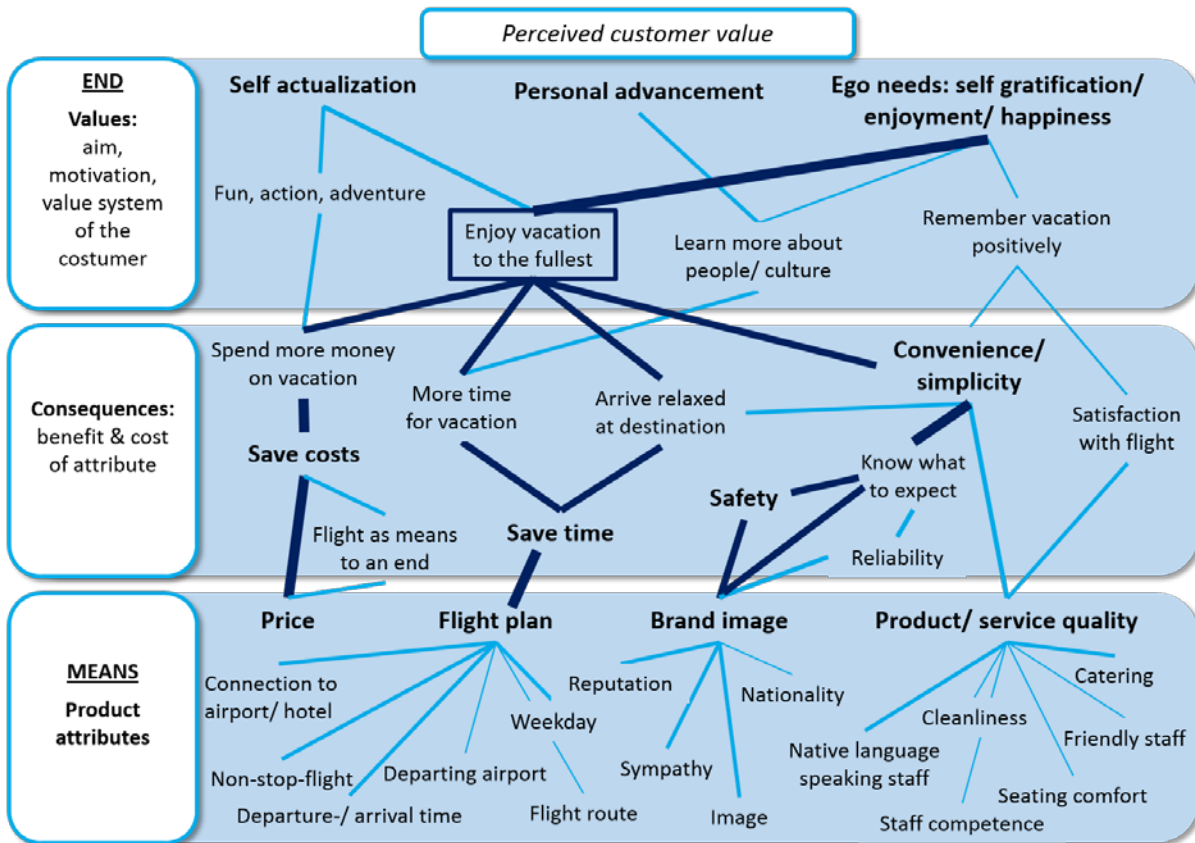 Perceived customer value
END
Values:
aim,
motivation,
value system
of the
costumer
Self actualization
Personal advancement
Ego needs: self gratification/
enjoyment/ happiness
Fun, action, adventure
Enjoy vacation
to the fullest
Learn more about
people/ culture
Remember vacation
positively
Consequences:
benefit & cost
of attribute
Spend more money
on vacation
More time
for vacation
Arrive relaxed
at destination
Convenience/
simplicity
Satisfaction
with flight
Save costs
Know what
to expect
Safety
Flight as means
to an end
Save time
Reliability
MEANS
Product
attributes
Price
Flight plan
Brand image
Product/ service quality
Connection to
airport/ hotel
Non-stop-flight
Departure-/ arrival time
Departing airport
Weekday
Flight route
Reputation
Nationality
Sympathy
Image
Catering
Cleanliness
Friendly staff
Native language
speaking staff
Seating comfort
Staff competence